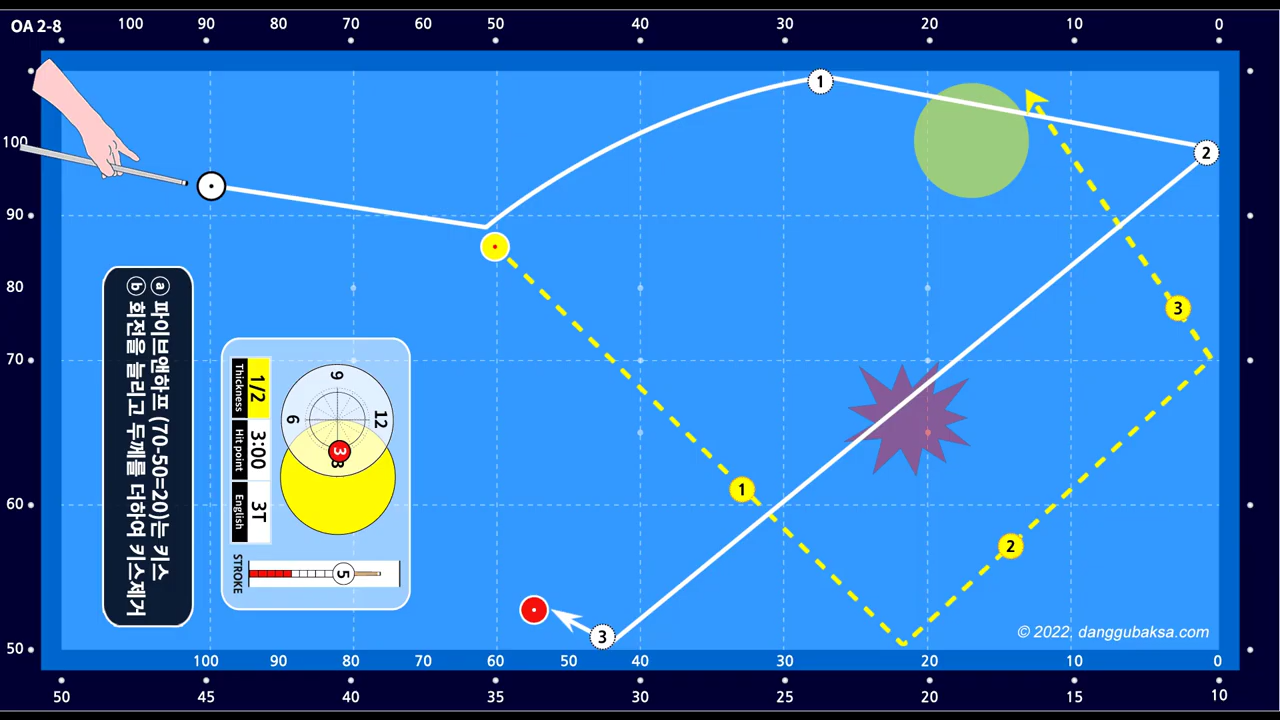 OA 2-8
100 90 80 70 60 50 40 30 20 10 0
100
90
80
70
60
50
1
2
3
1
2
3
ⓐ 파이브앤하프 (70-50=20)는 키스
ⓑ 회전을 늘리고 두께를 더하여 키스제거
1/2
Thickness
3:00
Hit point
3T
English
9
12
6
3
3
STROKE
5
© 2022, danggubaksa.com
100 90 80 70 60 50 40 30 20 10 0
50 45 40 35 30 25 20 15 10